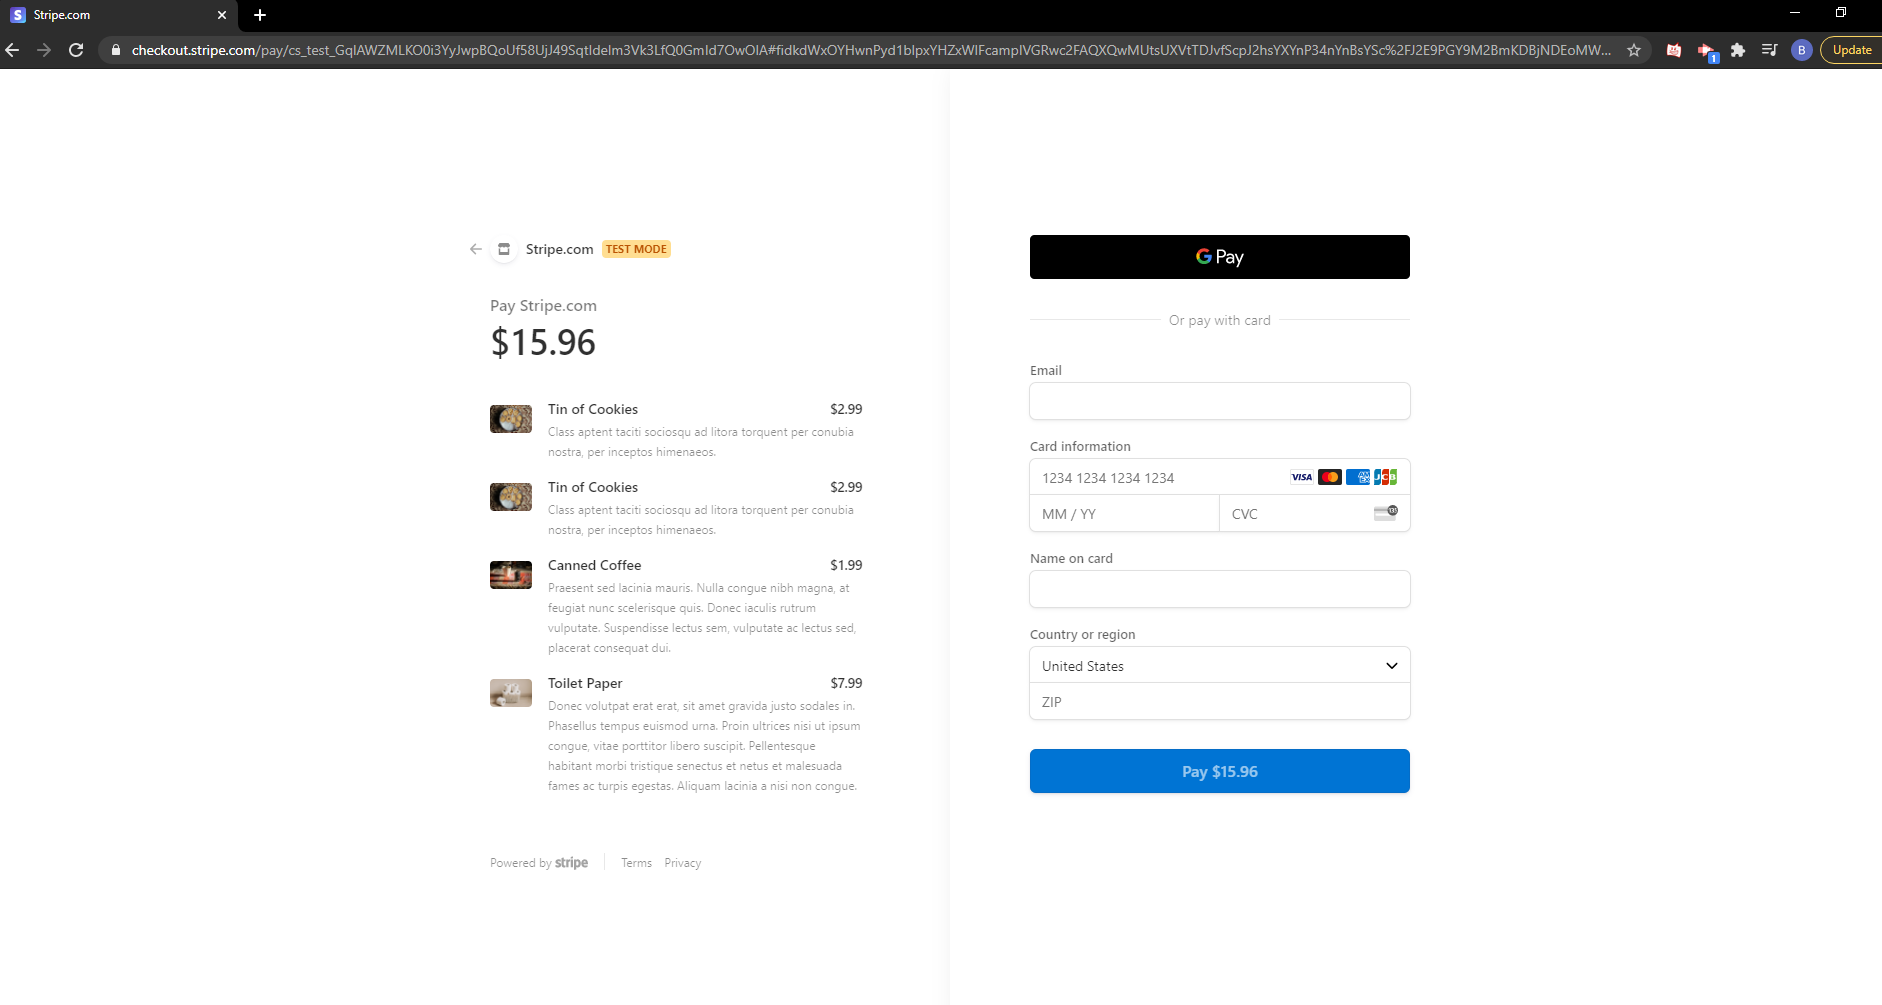 Stripe.com
checkout.stripe.com/pay/cs_test_GqlAWZMLKO0i3YyJwpBQoUf58UjJ49SqtIdeIm3Vk3LfQ0GmId7OwOIA#fidkdWxOYHwnPyd1blpxYHZxWlFcamplVGRwc2FAQXQwMUtsUXVtTDJvfScpJ2hsYXYnP34nYnBsYSc%2FJ2E9PGY9M2BmKDBjNDEoMW...
1
B
Update
Stripe.com TEST MODE
Pay Stripe.com
$15.96
Tin of Cookies $2.99
Class aptent taciti sociosqu ad litora torquent per conubia
nostra, per inceptos himenaeos.
Tin of Cookies $2.99
Class aptent taciti sociosqu ad litora torquent per conubia
nostra, per inceptos himenaeos.
Canned Coffee $1.99
Praesent sed lacinia mauris. Nulla congue nibh magna, at
feugiat nunc scelerisque quis. Donec iaculis rutrum
vulputate. Suspendisse lectus sem, vulputate ac lectus sed,
placerat consequat dui.
Toilet Paper $7.99
Donec volutpat erat erat, sit amet gravida justo sodales in.
Phasellus tempus euismod urna. Proin ultrices nisi ut ipsum
congue, vitae porttitor libero suscipit. Pellentesque
habitant morbi tristique senectus et netus et malesuada
fames ac turpis egestas. Aliquam lacinia a nisi non congue.
Powered by stripe Terms Privacy
G Pay
Or pay with card
Email
Card information
1234 1234 1234 1234 VISA AMEX JCB
MM / YY CVC 135
Name on card
Country or region
United States
ZIP
Pay $15.96